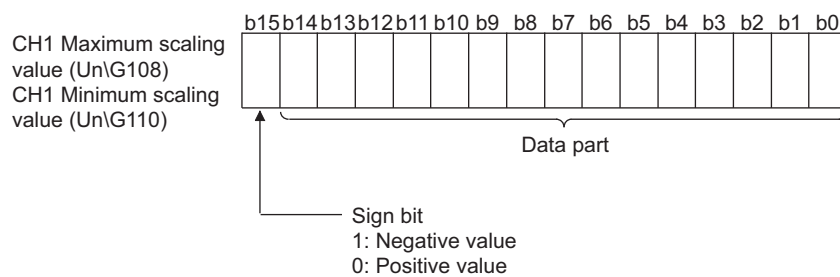 b15 b14 b13 b12 b11 b10 b9 b8 b7 b6 b5 b4 b3 b2 b1 b0
CH1 Maximum scaling
value (Un\G108)
CH1 Minimum scaling
value (Un\G110)
Data part
Sign bit
1: Negative value
0: Positive value